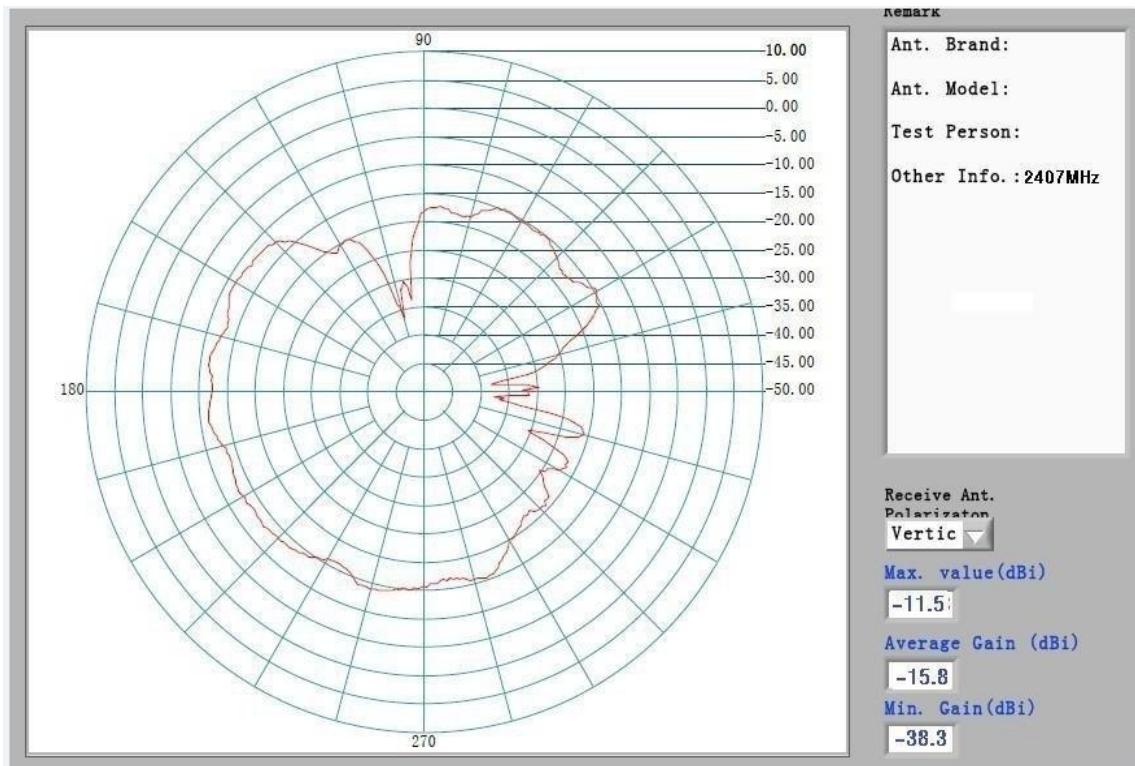 Remark
90
10.00
5.00
0.00
-5.00
-10.00
-15.00
-20.00
-25.00
-30.00
-35.00
-40.00
-45.00
-50.00
180
270
Ant. Brand:
Ant. Model:
Test Person:
Other Info.:2407MHz
Receive Ant.
Polarizaton
Vertic
Max. value(dBi)
-11.5
Average Gain (dBi)
-15.8
Min. Gain(dBi)
-38.3